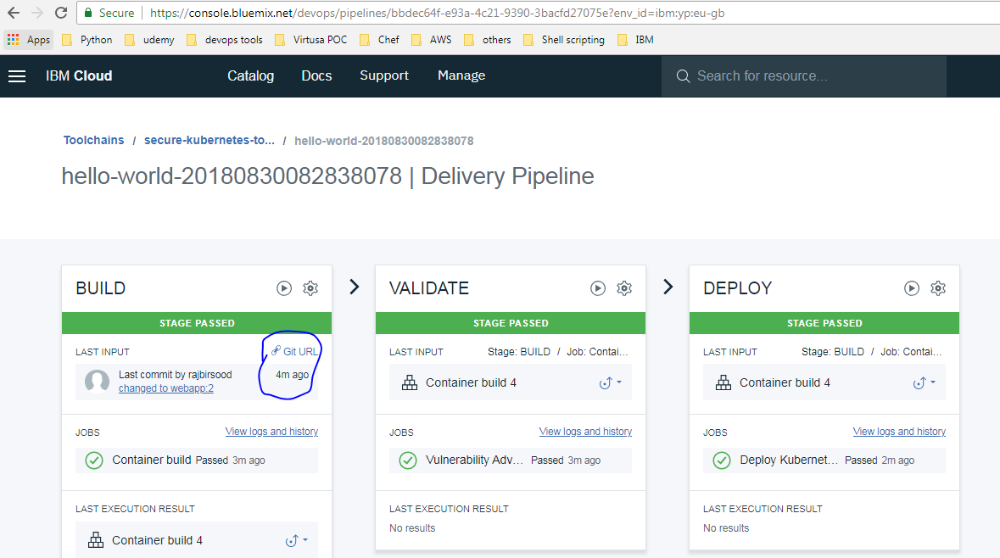 Secure https://console.bluemix.net/devops/pipelines/bbdec64f-e93a-4c21-9390-3bacfd27075e?env_id=ibm:yp:eu-gb
Apps Python udemy devops tools Virtusa POC Chef AWS others Shell scripting IBM
IBM Cloud Catalog Docs Support Manage Search for resource...
Toolchains / secure-kubernetes-to... / hello-world-20180830082838078
hello-world-20180830082838078 | Delivery Pipeline
BUILD
STAGE PASSED
LAST INPUT Git URL
Last commit by rajbirsood 4m ago
changed to webapp:2
JOBS View logs and history
Container build Passed 3m ago
LAST EXECUTION RESULT
Container build 4
VALIDATE
STAGE PASSED
LAST INPUT Stage: BUILD / Job: Contai...
Container build 4
JOBS View logs and history
Vulnerability Adv... Passed 3m ago
LAST EXECUTION RESULT
No results
DEPLOY
STAGE PASSED
LAST INPUT Stage: BUILD / Job: Contai...
Container build 4
JOBS View logs and history
Deploy Kubernet... Passed 2m ago
LAST EXECUTION RESULT
No results